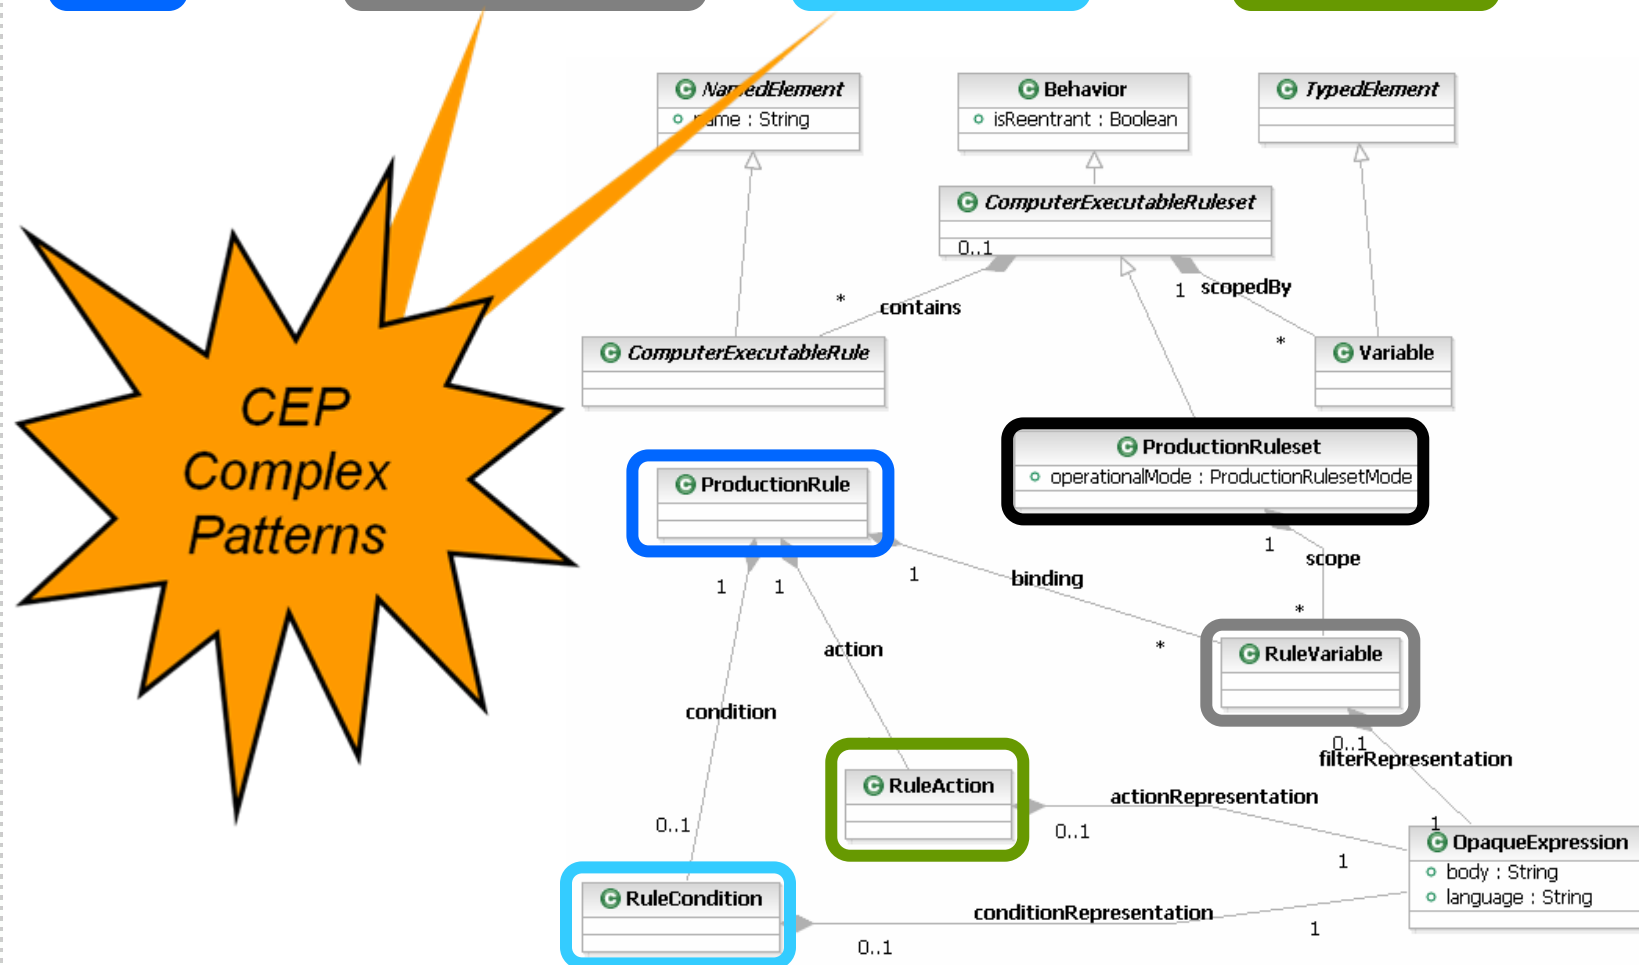 NamedElement
name : String
Behavior
isReentrant : Boolean
TypedElement
ComputerExecutableRuleset
0..1
1
scopedBy
*
contains
*
ComputerExecutableRule
Variable
CEP
Complex
Patterns
ProductionRuleset
operationalMode : ProductionRulesetMode
ProductionRule
1
scope
1
1
1
binding
*
*
action
RuleVariable
condition
0..1
filterRepresentation
RuleAction
actionRepresentation
0..1
0..1
1
1
OpaqueExpression
body : String
language : String
RuleCondition
conditionRepresentation
0..1
1